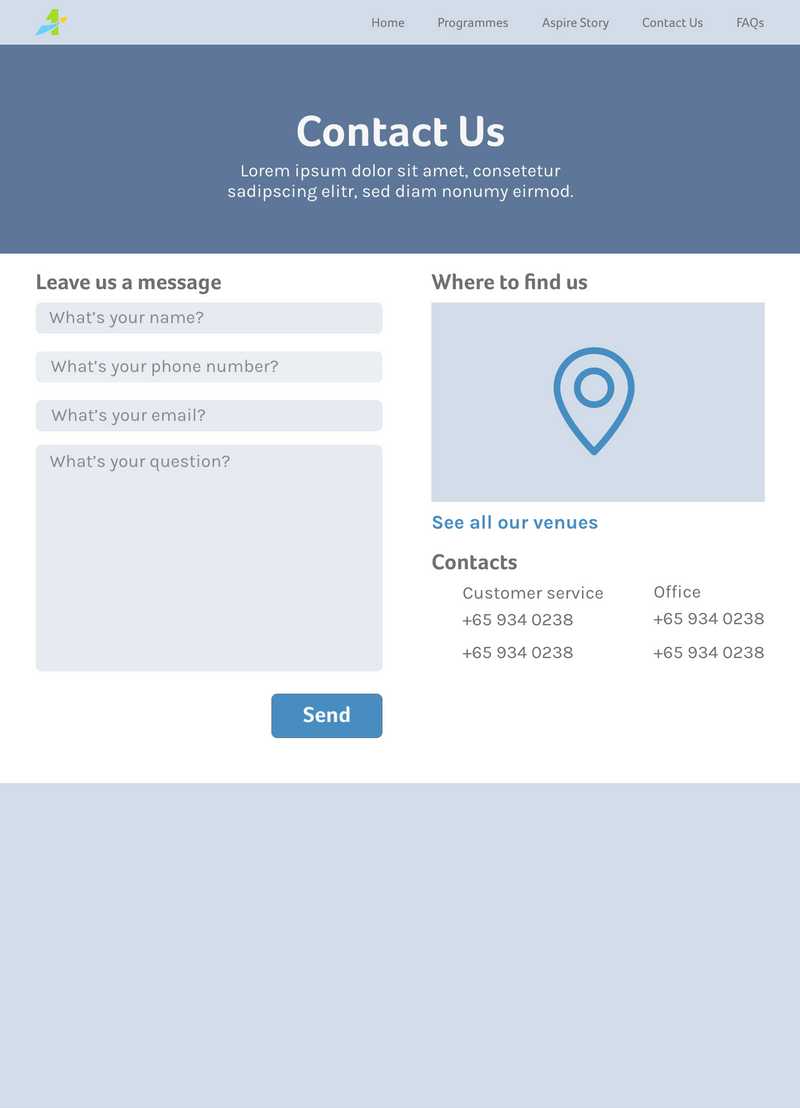 Home Programmes Aspire Story Contact Us FAQs
Contact Us
Lorem ipsum dolor sit amet, consetetur
sadipscing elitr, sed diam nonumy eirmod.
Leave us a message
What’s your name?
What’s your phone number?
What’s your email?
What’s your question?
Send
Where to find us
See all our venues
Contacts
Customer service
+65 934 0238
+65 934 0238
Office
+65 934 0238
+65 934 0238